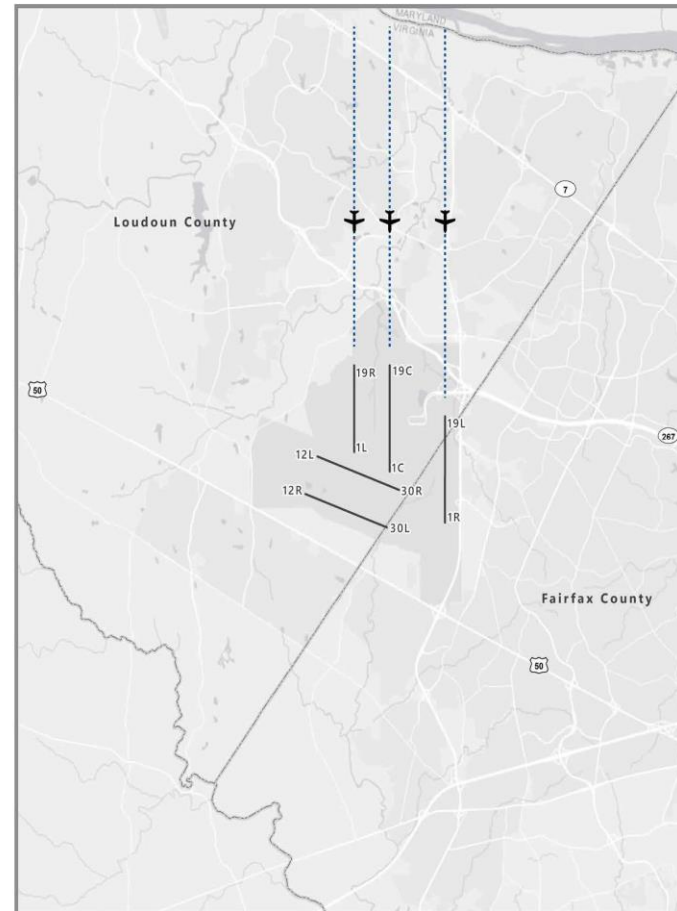 MARYLAND
VIRGINIA
7
Loudoun County
50
19R
19C
19L
267
12L
1L
1C
12R
30R
1R
30L
Fairfax County
50